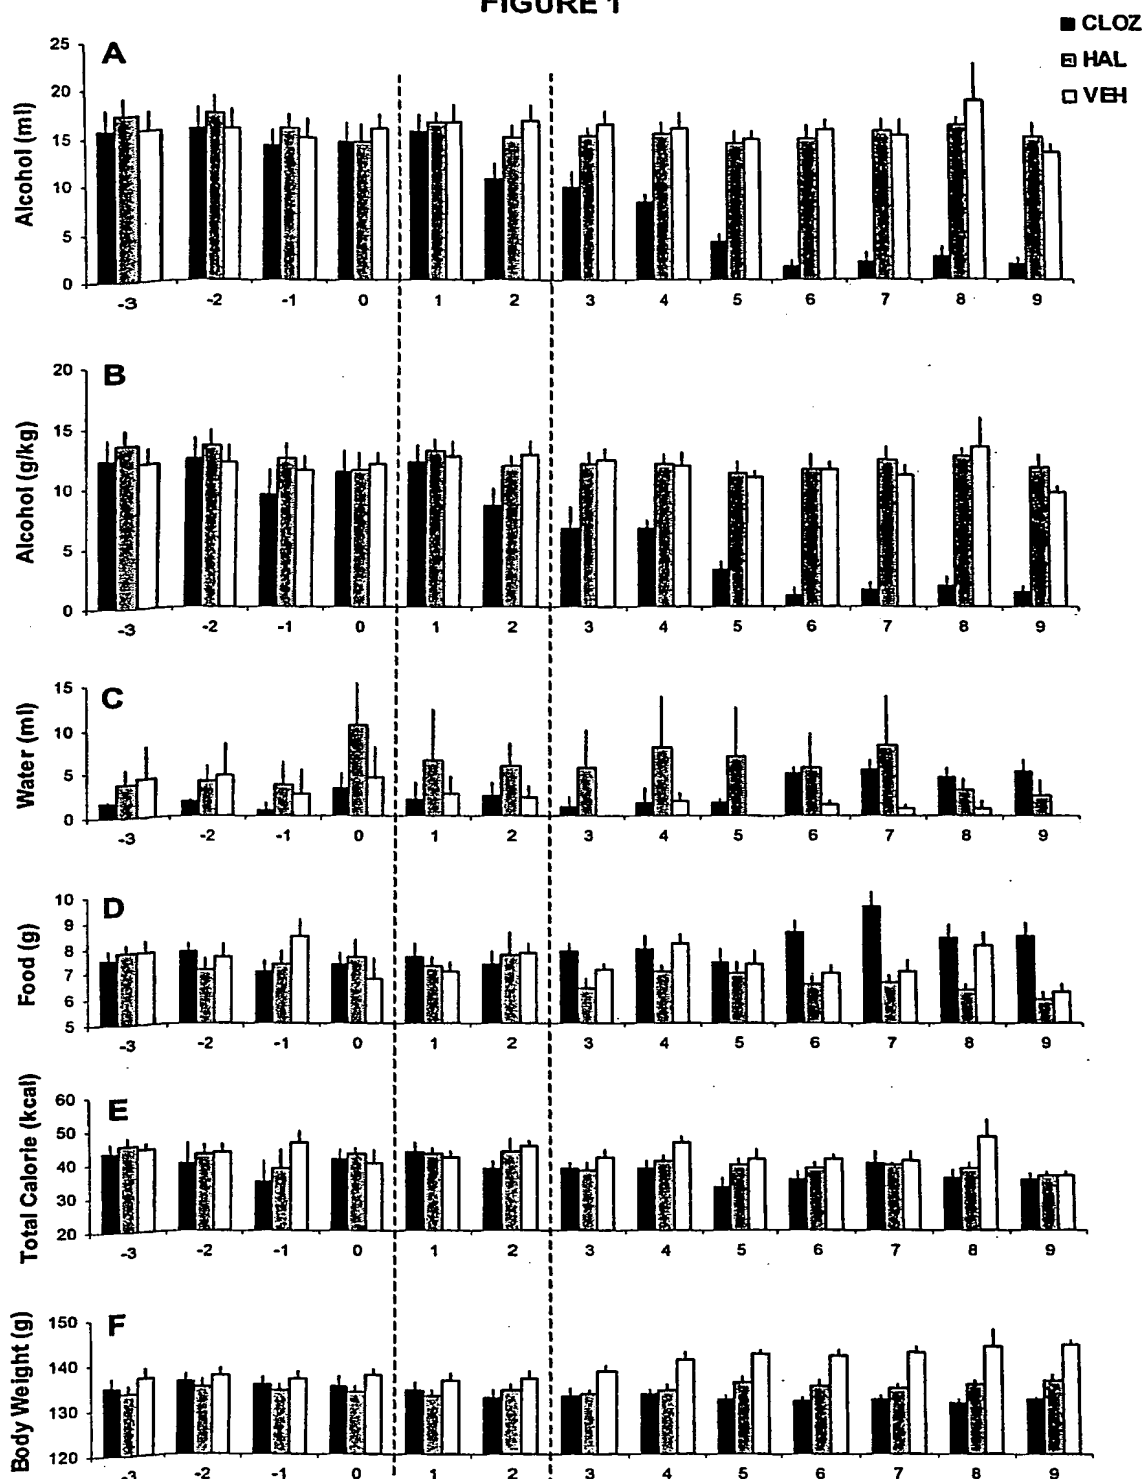 FIGURE 1
CLOZ
HAL
VEH
A
Alcohol (ml)
25
20
15
10
5
0
-3 -2 -1 0 1 2 3 4 5 6 7 8 9
B
Alcohol (g/kg)
20
15
10
5
0
-3 -2 -1 0 1 2 3 4 5 6 7 8 9
C
Water (ml)
15
10
5
0
-3 -2 -1 0 1 2 3 4 5 6 7 8 9
D
Food (g)
10
9
8
7
6
5
-3 -2 -1 0 1 2 3 4 5 6 7 8 9
E
Total Calorie (kcal)
60
50
40
30
20
-3 -2 -1 0 1 2 3 4 5 6 7 8 9
F
Body Weight (g)
150
140
130
120
-3 -2 -1 0 1 2 3 4 5 6 7 8 9